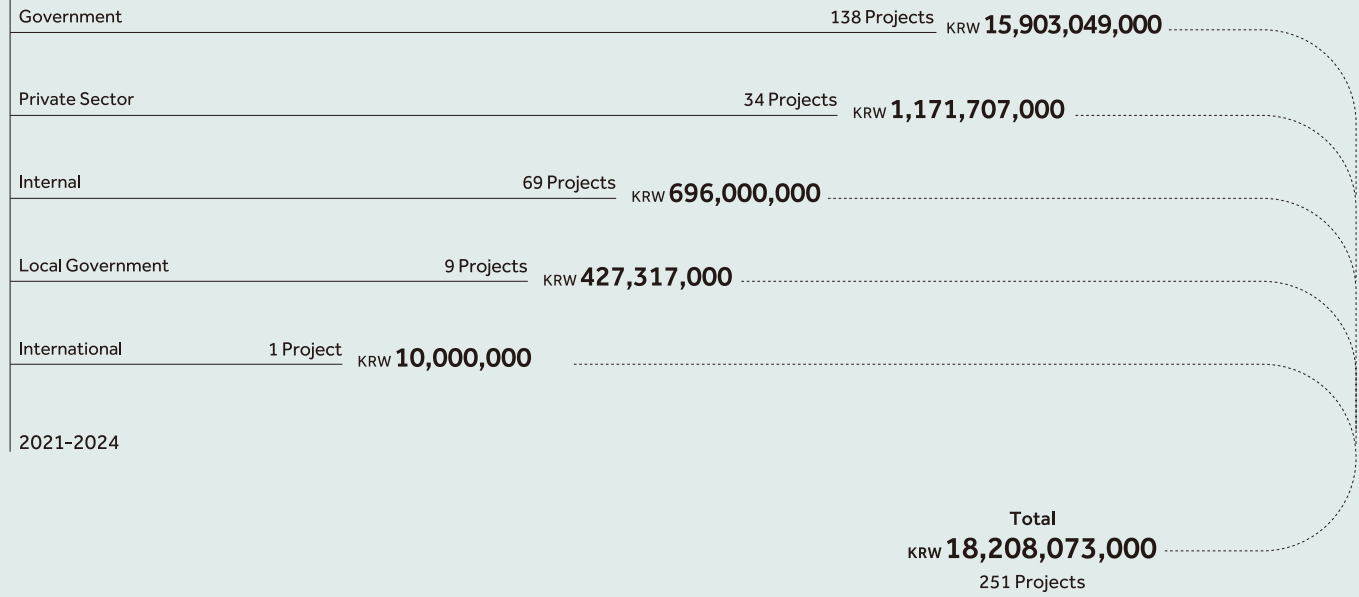 Government 138 Projects KRW 15,903,049,000
Private Sector 34 Projects KRW 1,171,707,000
Internal 69 Projects KRW 696,000,000
Local Government 9 Projects KRW 427,317,000
International 1 Project KRW 10,000,000
2021-2024
Total
KRW 18,208,073,000
251 Projects